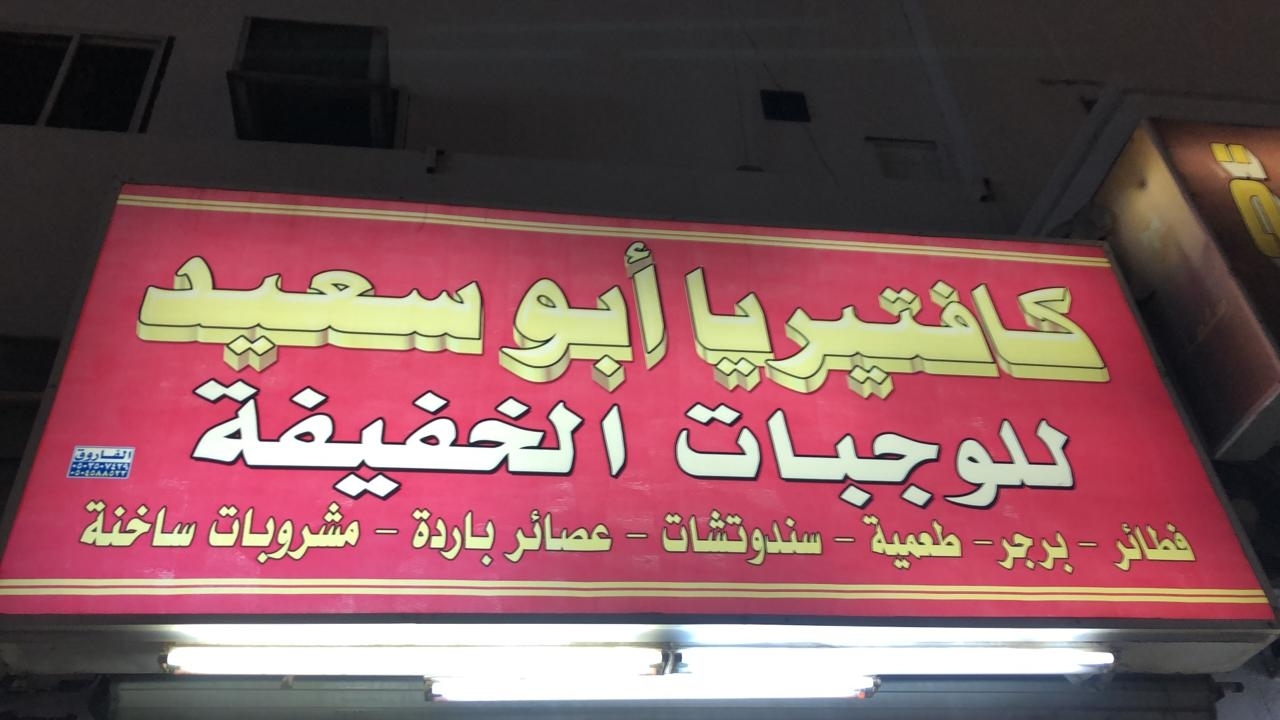 كافتيريا أبو سعيد
للوجبات الخفيفة
فطائر - برجر - طعمية - سندوتشات - عصائر باردة - مشروبات ساخنة
الفاروق